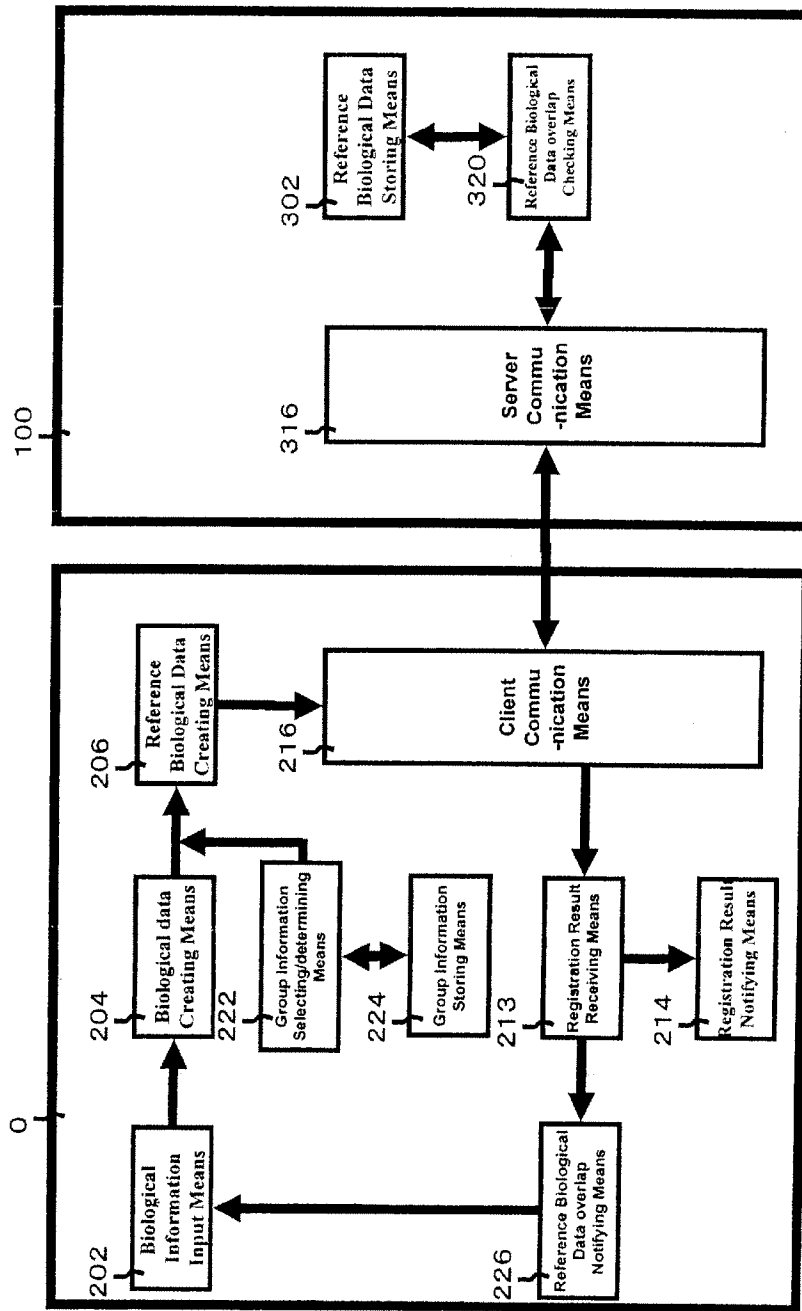 0
100
202
Biological
Information
Input Means
204
Biological data
Creating Means
206
Reference
Biological Data
Creating Means
222
Group Information
Selecting/determining
Means
224
Group Information
Storing Means
216
Client
Commu
-nication
Means
316
Server
Commu
-nication
Means
302
Reference
Biological Data
Storing Means
320
Reference Biological
Data overlap
Checking Means
226
Reference Biological
Data overlap
Notifying Means
213
Registration Result
Receiving Means
214
Registration Result
Notifying Means